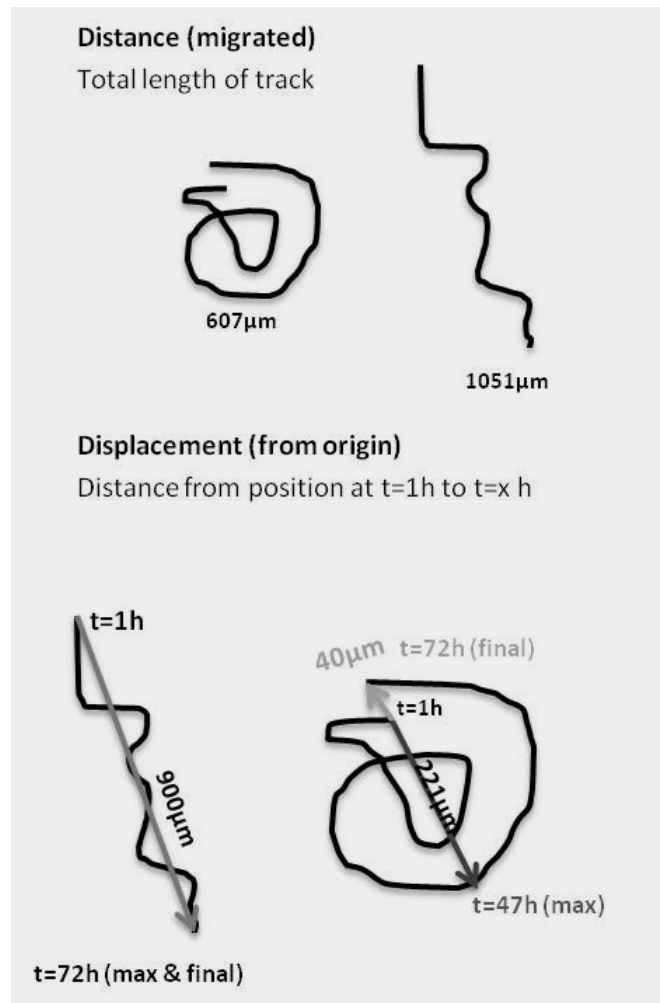 Distance (migrated)
Total length of track
607µm
1051µm
Displacement (from origin)
Distance from position at t=1h to t=x h
t=1h
900µm
t=72h (max & final)
40µm
t=72h (final)
t=1h
221µm
t=47h (max)